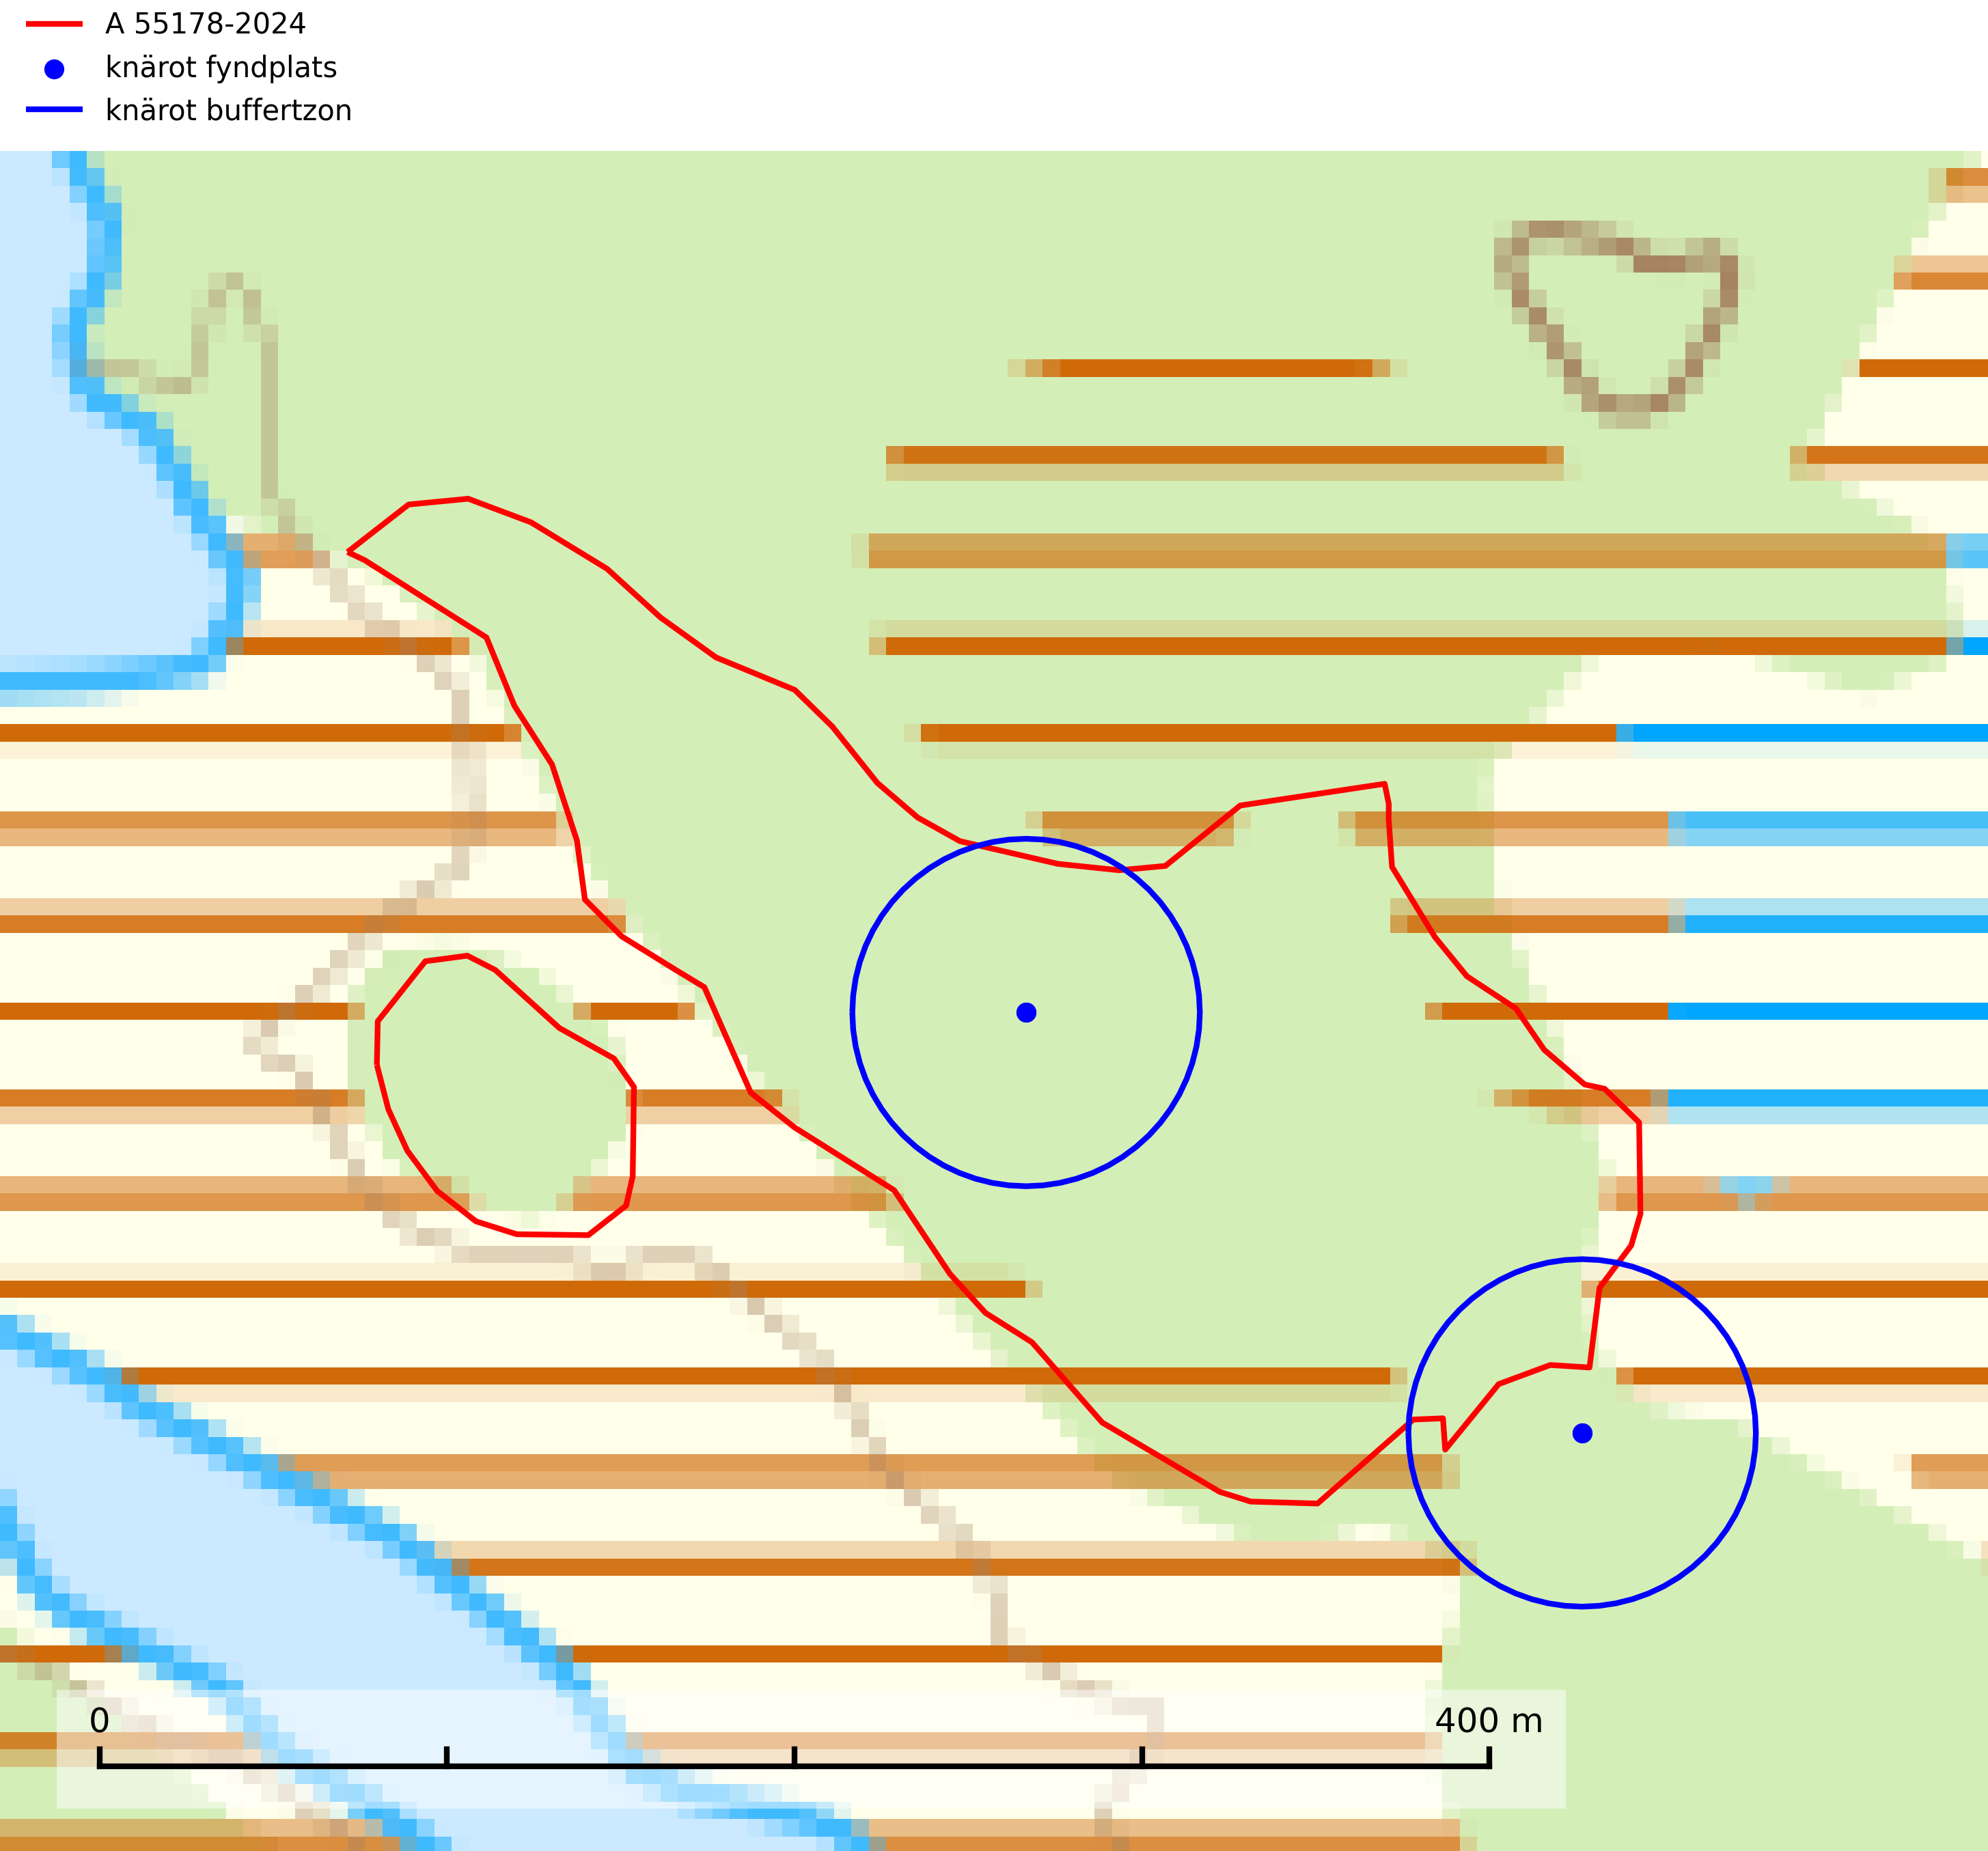 A 55178-2024
knärot fyndplats
knärot buffertzon
0
400 m